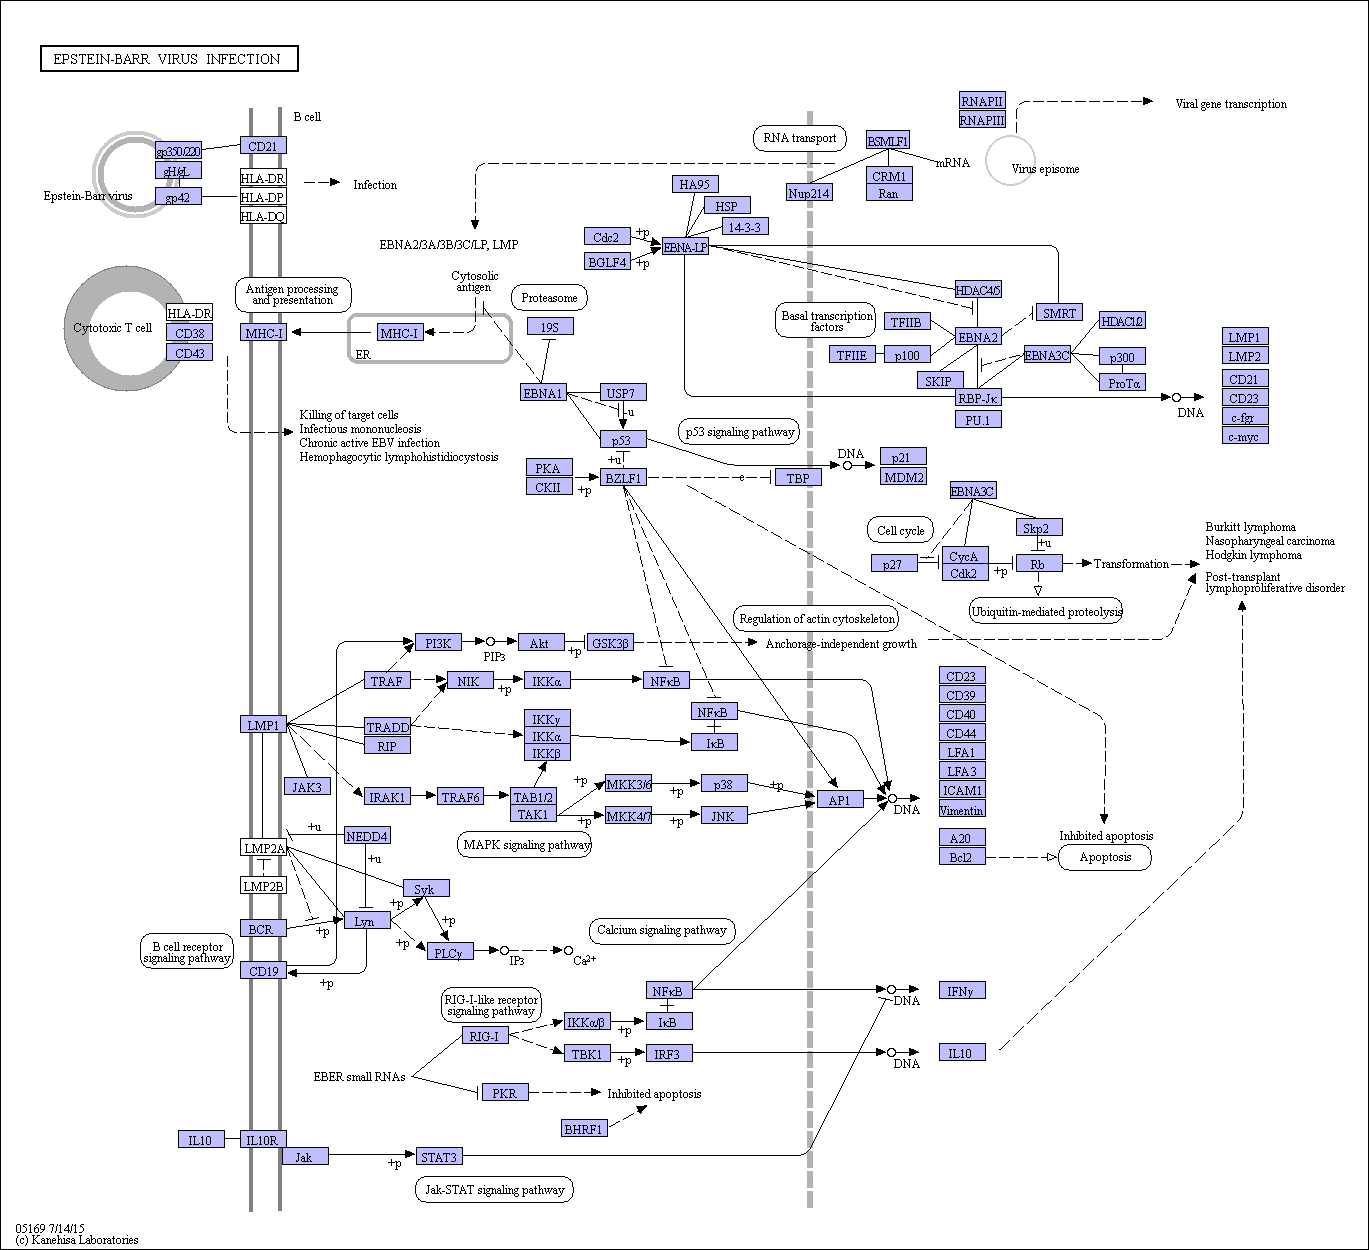 EPSTEIN-BARR VIRUS INFECTION
B cell
gp350/220
CD21
gH/gL
HLA-DR
Epstein-Barr virus
gp42
HLA-DP
HLA-DQ
Infection
RNA transport
BSMLF1
mRNA
CRM1
Ran
Nup214
RNAPII
RNAPIII
Viral gene transcription
Virus episome
EBNA2/3A/3B/3C/LP, LMP
HA95
HSP
14-3-3
Cdc2
+p
EBNA-LP
BGLF4
+p
Cytosolic
antigen
Antigen processing
and presentation
Proteasome
19S
Cytotoxic T cell
HLA-DR
CD38
CD43
MHC-I
MHC-I
ER
Basal transcription
factors
HDAC4/5
TFIIB
EBNA2
SMRT
HDAC1/2
TFIIE
p100
EBNA3C
p300
SKIP
ProTα
RBP-Jκ
PU.1
DNA
LMP1
LMP2
CD21
CD23
c-fgr
c-myc
Killing of target cells
Infectious mononucleosis
Chronic active EBV infection
Hemophagocytic lymphohistidiocystosis
EBNA1
USP7
-u
p53
+u
p53 signaling pathway
PKA
CKII
+p
BZLF1
e
TBP
DNA
p21
MDM2
EBNA3C
Cell cycle
Skp2
+u
p27
CycA
Cdk2
+p
Rb
Transformation
Ubiquitin-mediated proteolysis
Burkitt lymphoma
Nasopharyngeal carcinoma
Hodgkin lymphoma
Post-transplant
lymphoproliferative disorder
Regulation of actin cytoskeleton
PI3K
PIP3
Akt
+p
GSK3β
Anchorage-independent growth
TRAF
NIK
+p
IKKα
NFκB
LMP1
TRADD
RIP
IKKγ
IKKα
IKKβ
NFκB
IκB
JAK3
IRAK1
TRAF6
TAB1/2
TAK1
+p
MKK3/6
+p
p38
+p
+p
MKK4/7
+p
JNK
AP1
DNA
MAPK signaling pathway
CD23
CD39
CD40
CD44
LFA1
LFA3
ICAM1
Vimentin
A20
Bcl2
Inhibited apoptosis
Apoptosis
+u
NEDD4
+u
LMP2A
LMP2B
Syk
+p
BCR
+p
Lyn
+p
+p
PLCγ
IP3
Ca2+
Calcium signaling pathway
B cell receptor
signaling pathway
CD19
+p
RIG-I-like receptor
signaling pathway
RIG-I
IKKα/β
+p
NFκB
IκB
TBK1
+p
IRF3
DNA
IFNγ
DNA
IL10
EBER small RNAs
PKR
Inhibited apoptosis
BHRF1
IL10
IL10R
Jak
+p
STAT3
Jak-STAT signaling pathway
05169 7/14/15
(c) Kanehisa Laboratories